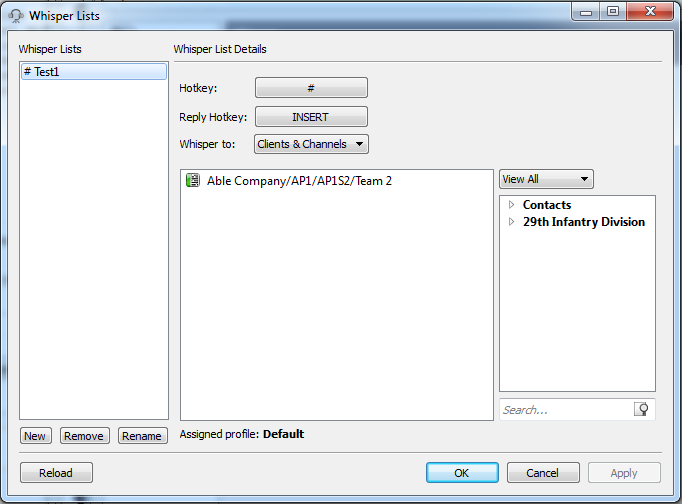 Whisper Lists
Whisper Lists
# Test1
New
Remove
Rename
Whisper List Details
Hotkey:
#
Reply Hotkey:
INSERT
Whisper to:
Clients & Channels
Able Company/AP1/AP1S2/Team 2
View All
Contacts
29th Infantry Division
Search...
Assigned profile: Default
Reload
OK
Cancel
Apply